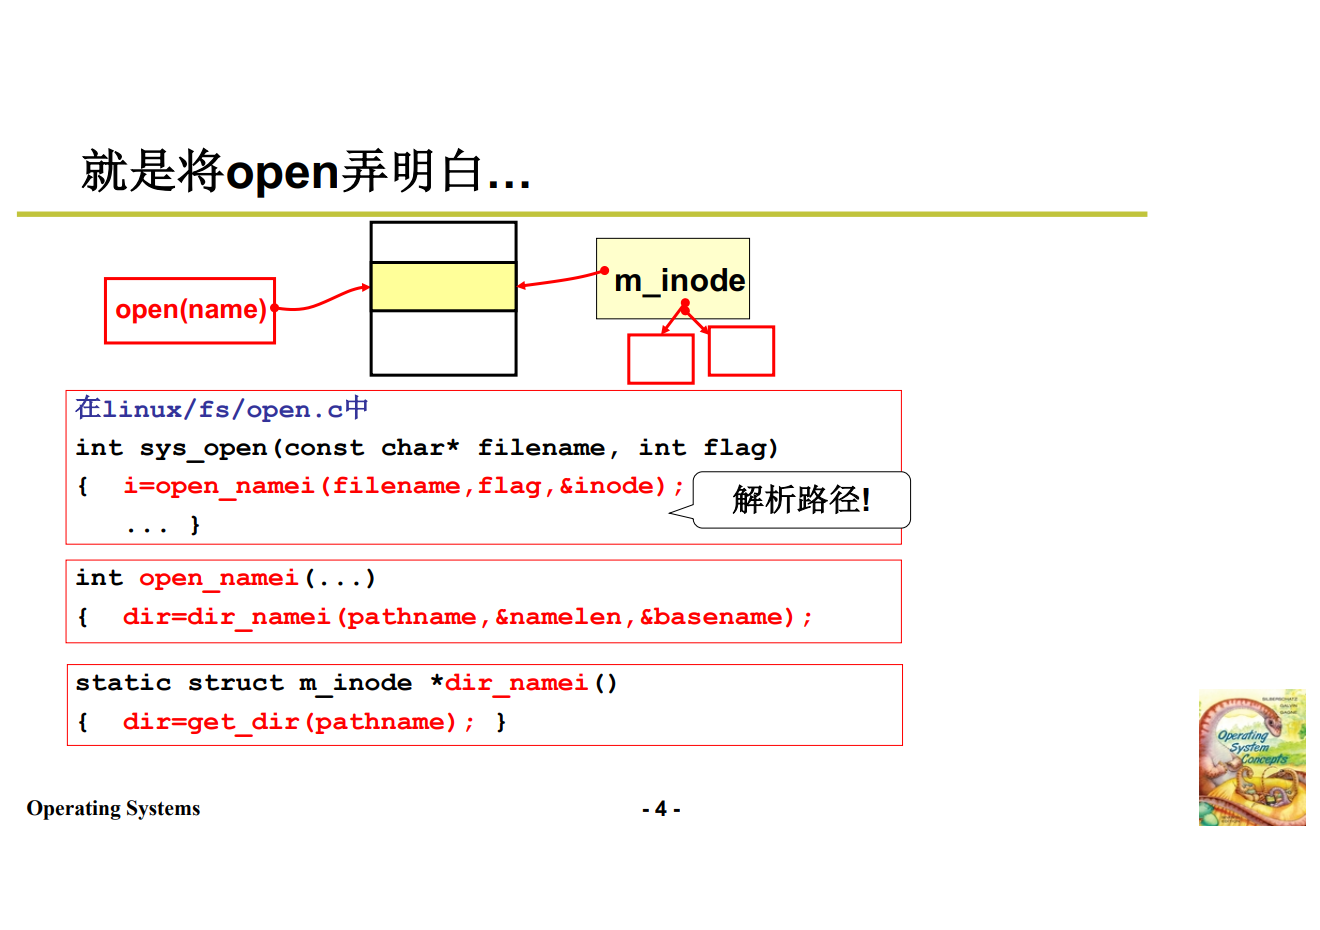 就是将open弄明白...
open(name)
m_inode
在linux/fs/open.c中
int sys_open(const char* filename, int flag)
{ i=open_namei(filename,flag,&inode);
... }
解析路径!
int open_namei(...)
{ dir=dir_namei(pathname,&namelen,&basename);
static struct m_inode *dir_namei()
{ dir=get_dir(pathname); }
SILBERSCHATZ
GALVIN
GAGNE
Operating
System
Concepts
Operating Systems
- 4 -